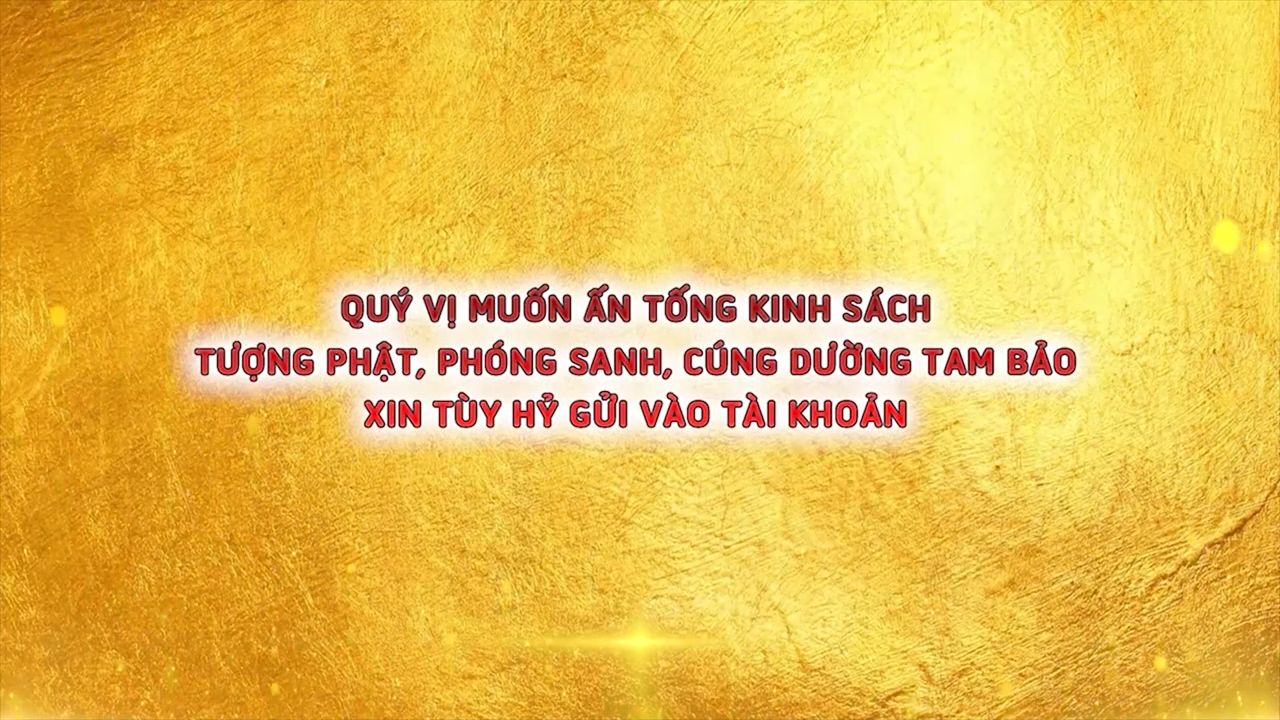 QUÝ VỊ MUỐN ẤN TỐNG KINH SÁCH
TƯỢNG PHẬT, PHÓNG SANH, CÚNG DƯỜNG TAM BẢO
XIN TÙY HỶ GỬI VÀO TÀI KHOẢN